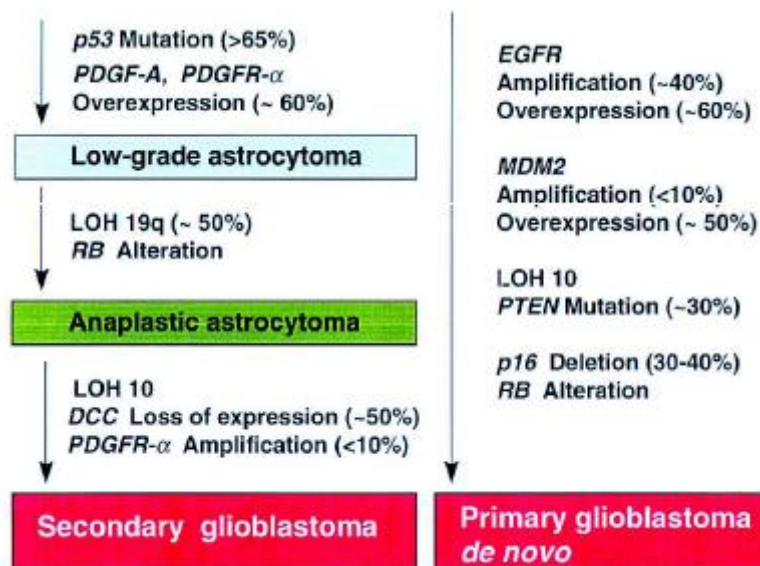 p53 Mutation (>65%)
PDGF-A, PDGFR-α
Overexpression (~ 60%)
Low-grade astrocytoma
LOH 19q (~ 50%)
RB Alteration
Anaplastic astrocytoma
LOH 10
DCC Loss of expression (~50%)
PDGFR-α Amplification (<10%)
Secondary glioblastoma
EGFR
Amplification (~40%)
Overexpression (~60%)
MDM2
Amplification (<10%)
Overexpression (~ 50%)
LOH 10
PTEN Mutation (~30%)
p16 Deletion (30-40%)
RB Alteration
Primary glioblastoma
de novo